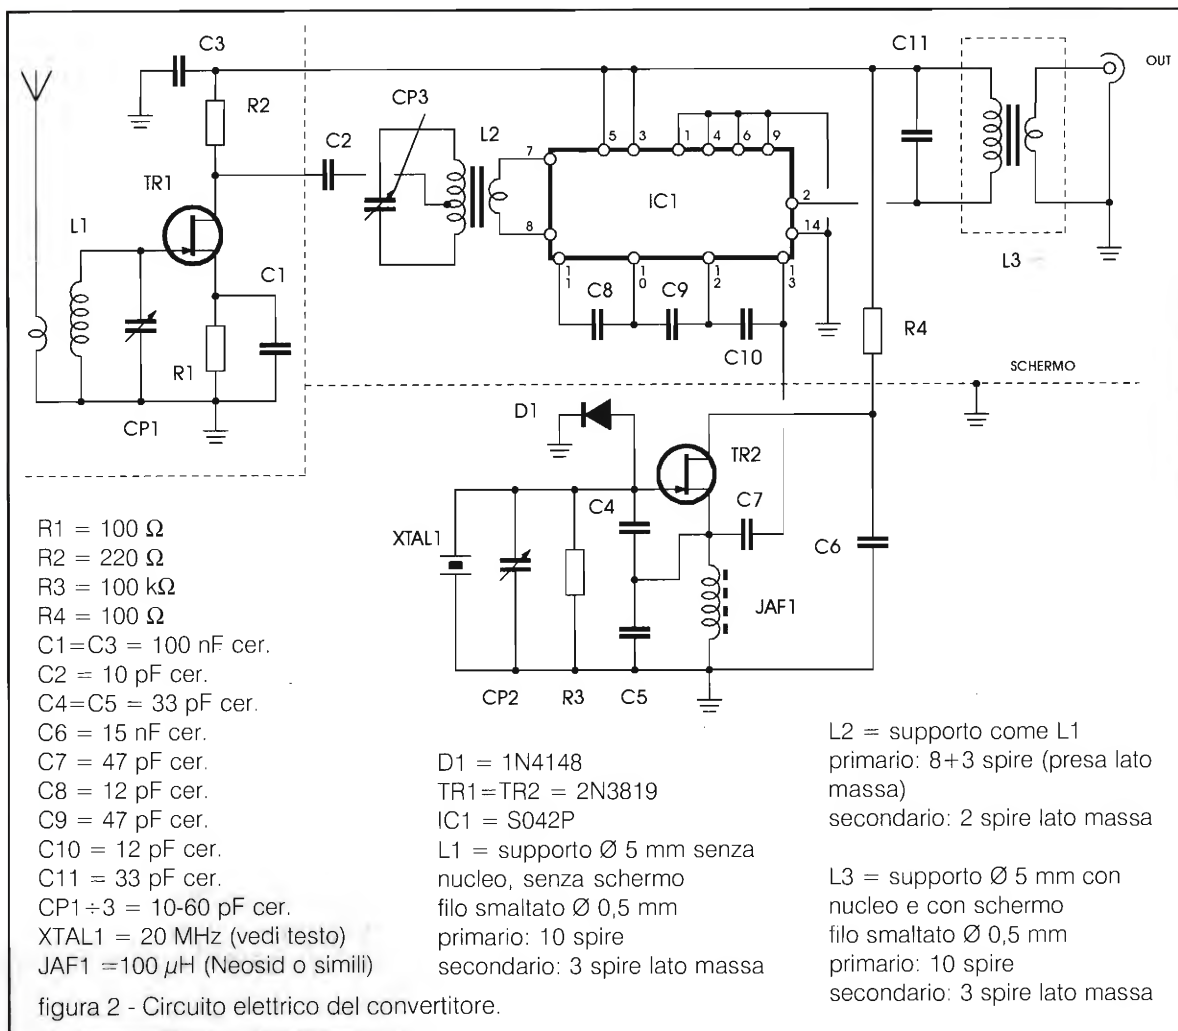 C3
C11
OUT
R2
CP3
L2
C2
5
3
1
4
6
9
7
TR1
IC1
2
L1
8
14
L3
C1
11
C8
10
C9
12
13
R4
C10
R1
SCHERMO
CP1
D1
TR2
C4
C7
XTAL1
C6
JAF1
CP2
R3
C5
R1 = 100 Ω
R2 = 220 Ω
R3 = 100 kΩ
R4 = 100 Ω
C1=C3 = 100 nF cer.
C2 = 10 pF cer.
C4=C5 = 33 pF cer.
C6 = 15 nF cer.
C7 = 47 pF cer.
C8 = 12 pF cer.
C9 = 47 pF cer.
C10 = 12 pF cer.
C11 = 33 pF cer.
CP1÷3 = 10-60 pF cer.
XTAL1 = 20 MHz (vedi testo)
JAF1 =100 µH (Neosid o simili)
D1 = 1N4148
TR1=TR2 = 2N3819
IC1 = S042P
L1 = supporto Ø 5 mm senza
nucleo, senza schermo
filo smaltato Ø 0,5 mm
primario: 10 spire
secondario: 3 spire lato massa
L2 = supporto come L1
primario: 8+3 spire (presa lato
massa)
secondario: 2 spire lato massa
L3 = supporto Ø 5 mm con
nucleo e con schermo
filo smaltato Ø 0,5 mm
primario: 10 spire
secondario: 3 spire lato massa
figura 2 - Circuito elettrico del convertitore.